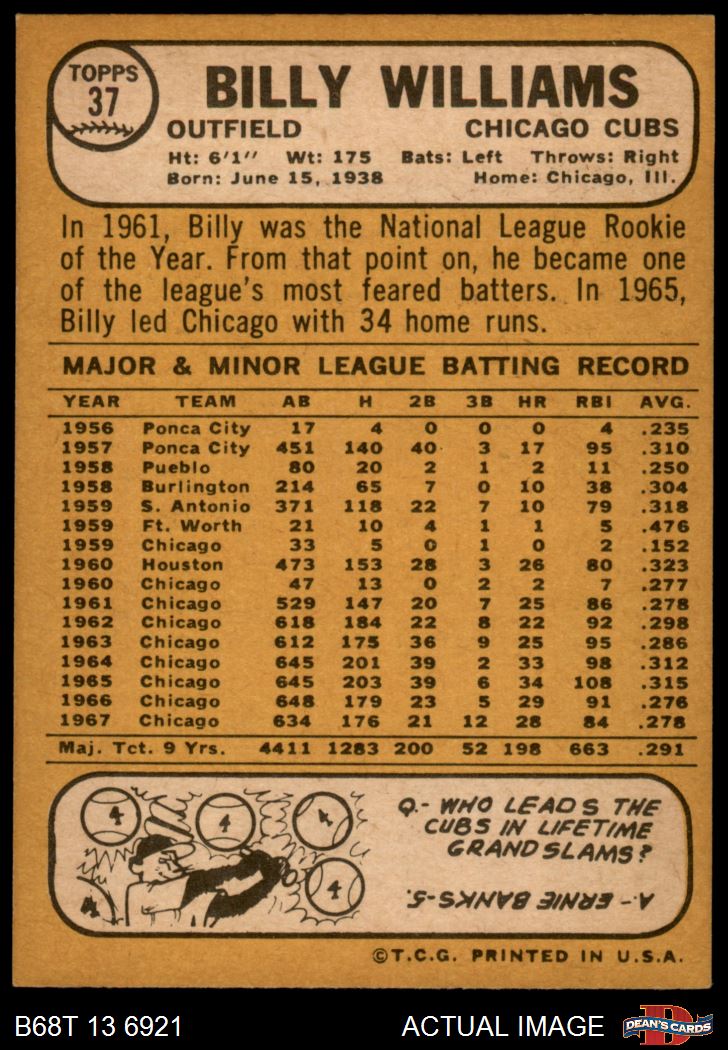 TOPPS
37
BILLY WILLIAMS
OUTFIELD CHICAGO CUBS
Ht: 6'1" Wt: 175 Bats: Left Throws: Right
Born: June 15, 1938 Home: Chicago, Ill.
In 1961, Billy was the National League Rookie
of the Year. From that point on, he became one
of the league's most feared batters. In 1965,
Billy led Chicago with 34 home runs.
MAJOR & MINOR LEAGUE BATTING RECORD
YEAR TEAM AB H 2B 3B HR RBI AVG.
1956 Ponca City 17 4 0 0 0 4 .235
1957 Ponca City 451 140 40 3 17 95 .310
1958 Pueblo 80 20 2 1 2 11 .250
1958 Burlington 214 65 7 0 10 38 .304
1959 S. Antonio 371 118 22 7 10 79 .318
1959 Ft. Worth 21 10 4 1 1 5 .476
1959 Chicago 33 5 0 1 0 2 .152
1960 Houston 473 153 28 3 26 80 .323
1960 Chicago 47 13 0 2 2 7 .277
1961 Chicago 529 147 20 7 25 86 .278
1962 Chicago 618 184 22 8 22 92 .298
1963 Chicago 612 175 36 9 25 95 .286
1964 Chicago 645 201 39 2 33 98 .312
1965 Chicago 645 203 39 6 34 108 .315
1966 Chicago 648 179 23 5 29 91 .276
1967 Chicago 634 176 21 12 28 84 .278
Maj. Tct. 9 Yrs. 4411 1283 200 52 198 663 .291
4 4 4 4 4
Q.- WHO LEADS THE
CUBS IN LIFETIME
GRAND SLAMS?
A.- ERNIE BANKS-5.
©T.C.G. PRINTED IN U.S.A.
B68T 13 6921 ACTUAL IMAGE
D
DEAN'S CARDS